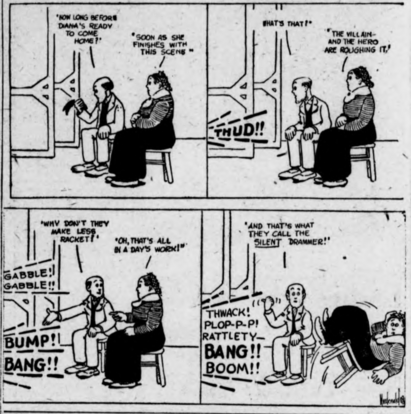 "HOW LONG BEFORE
DIANA'S READY
TO COME
HOME?"
"SOON AS SHE
FINISHES WITH
THIS SCENE"
WHAT'S THAT?"
"THE VILLAIN-
AND THE HERO
ARE ROUGHING IT."
THUD!!
"WHY DON'T THEY
MAKE LESS
RACKET?"
"OH, THAT'S ALL
IN A DAY'S WORK!"
GABBLE!!
GABBLE!!
BUMP!!
BANG!!
"AND THAT'S WHAT
THEY CALL THE
SILENT DRAMMER!"
THWACK!
PLOP-P-P!
RATTLETY-
BANG!!
BOOM!!